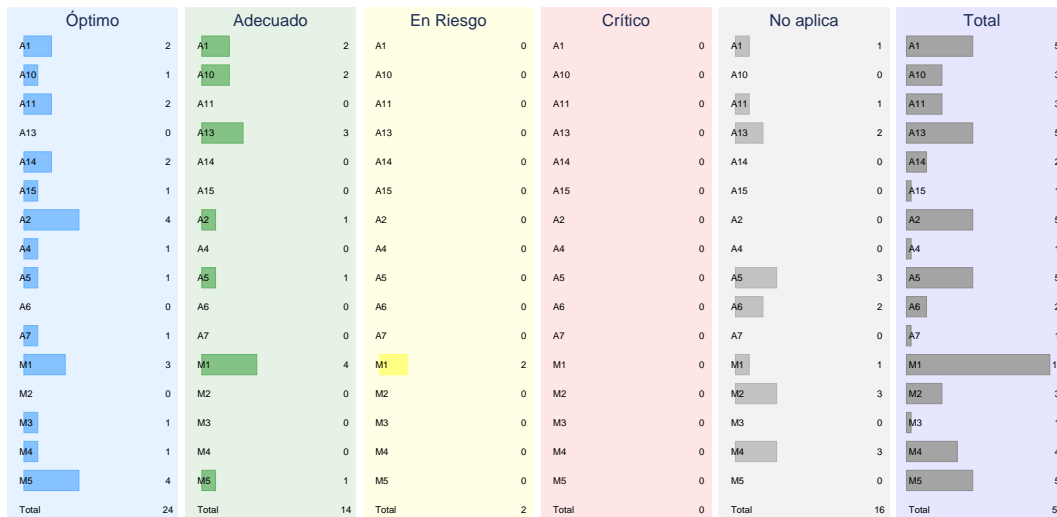 Óptimo Adecuado En Riesgo Crítico No aplica Total
A1 2 A1 2 A1 0 A1 0 A1 1 A1 5
A10 1 A10 2 A10 0 A10 0 A10 0 A10 3
A11 2 A11 0 A11 0 A11 0 A11 1 A11 3
A13 0 A13 3 A13 0 A13 0 A13 2 A13 5
A14 2 A14 0 A14 0 A14 0 A14 0 A14 2
A15 1 A15 0 A15 0 A15 0 A15 0 A15 1
A2 4 A2 1 A2 0 A2 0 A2 0 A2 5
A4 1 A4 0 A4 0 A4 0 A4 0 A4 1
A5 1 A5 1 A5 0 A5 0 A5 3 A5 5
A6 0 A6 0 A6 0 A6 0 A6 2 A6 2
A7 1 A7 0 A7 0 A7 0 A7 0 A7 1
M1 3 M1 4 M1 2 M1 0 M1 1 M1
M2 0 M2 0 M2 0 M2 0 M2 3 M2 3
M3 1 M3 0 M3 0 M3 0 M3 0 M3 1
M4 1 M4 0 M4 0 M4 0 M4 3 M4 4
M5 4 M5 1 M5 0 M5 0 M5 0 M5 5
Total 24 Total 14 Total 2 Total 0 Total 16 Total